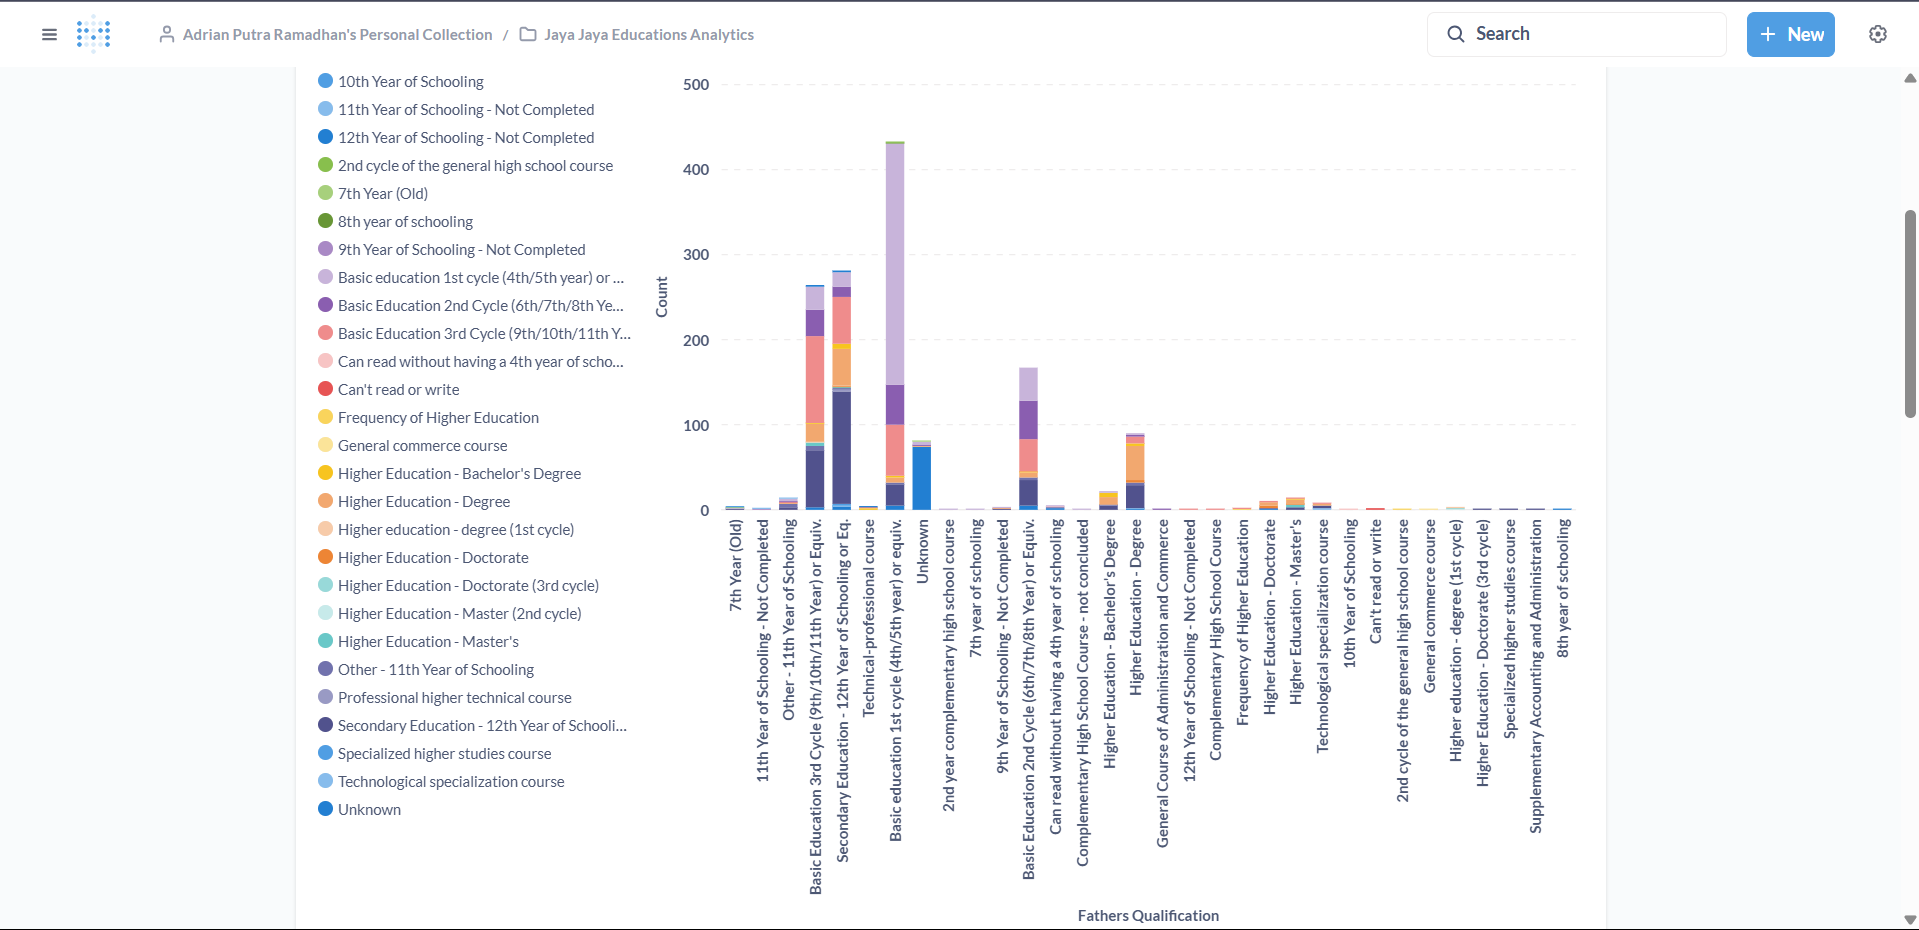 Adrian Putra Ramadhan's Personal Collection / Jaya Jaya Educations Analytics
Search
+ New
10th Year of Schooling
11th Year of Schooling - Not Completed
12th Year of Schooling - Not Completed
2nd cycle of the general high school course
7th Year (Old)
8th year of schooling
9th Year of Schooling - Not Completed
Basic education 1st cycle (4th/5th year) or ...
Basic Education 2nd Cycle (6th/7th/8th Ye...
Basic Education 3rd Cycle (9th/10th/11th Y...
Can read without having a 4th year of scho...
Can't read or write
Frequency of Higher Education
General commerce course
Higher Education - Bachelor's Degree
Higher Education - Degree
Higher education - degree (1st cycle)
Higher Education - Doctorate
Higher Education - Doctorate (3rd cycle)
Higher Education - Master (2nd cycle)
Higher Education - Master's
Other - 11th Year of Schooling
Professional higher technical course
Secondary Education - 12th Year of Schooli...
Specialized higher studies course
Technological specialization course
Unknown
Count
500
400
300
200
100
0
7th Year (Old)
11th Year of Schooling - Not Completed
Other - 11th Year of Schooling
Basic Education 3rd Cycle (9th/10th/11th Year) or Equiv.
Secondary Education - 12th Year of Schooling or Eq.
Technical-professional course
Basic education 1st cycle (4th/5th year) or equiv.
Unknown
2nd year complementary high school course
7th year of schooling
9th Year of Schooling - Not Completed
Basic Education 2nd Cycle (6th/7th/8th Year) or Equiv.
Can read without having a 4th year of schooling
Complementary High School Course - not concluded
Higher Education - Bachelor's Degree
Higher Education - Degree
General Course of Administration and Commerce
12th Year of Schooling - Not Completed
Complementary High School Course
Frequency of Higher Education
Higher Education - Doctorate
Higher Education - Master's
Technological specialization course
10th Year of Schooling
Can't read or write
2nd cycle of the general high school course
General commerce course
Higher education - degree (1st cycle)
Higher Education - Doctorate (3rd cycle)
Specialized higher studies course
Supplementary Accounting and Administration
8th year of schooling
Fathers Qualification